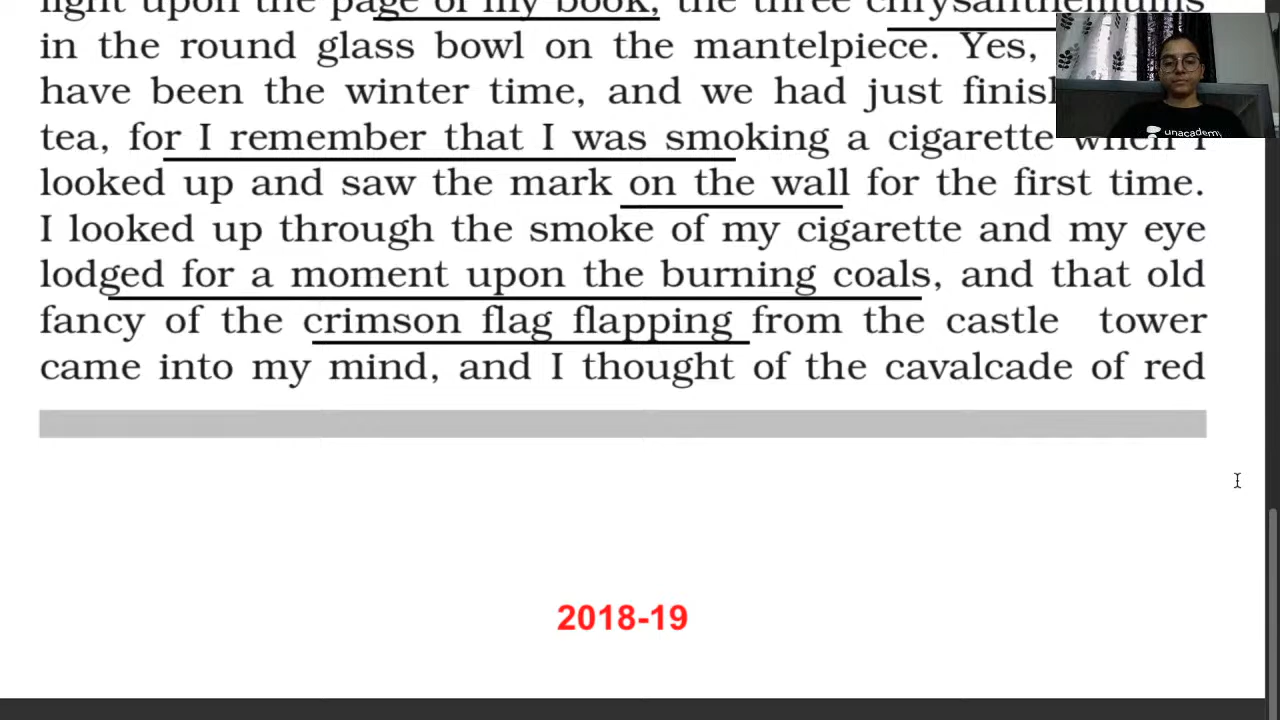 light upon the page of my book, the three chrysanthemums
in the round glass bowl on the mantelpiece. Yes,
have been the winter time, and we had just
tea, for I remember that I was smoking a cigarette when I
looked up and saw the mark on the wall for the first time.
I looked up through the smoke of my cigarette and my eye
lodged for a moment upon the burning coals, and that old
fancy of the crimson flag flapping from the castle tower
came into my mind, and I thought of the cavalcade of red
2018-19
unacademy